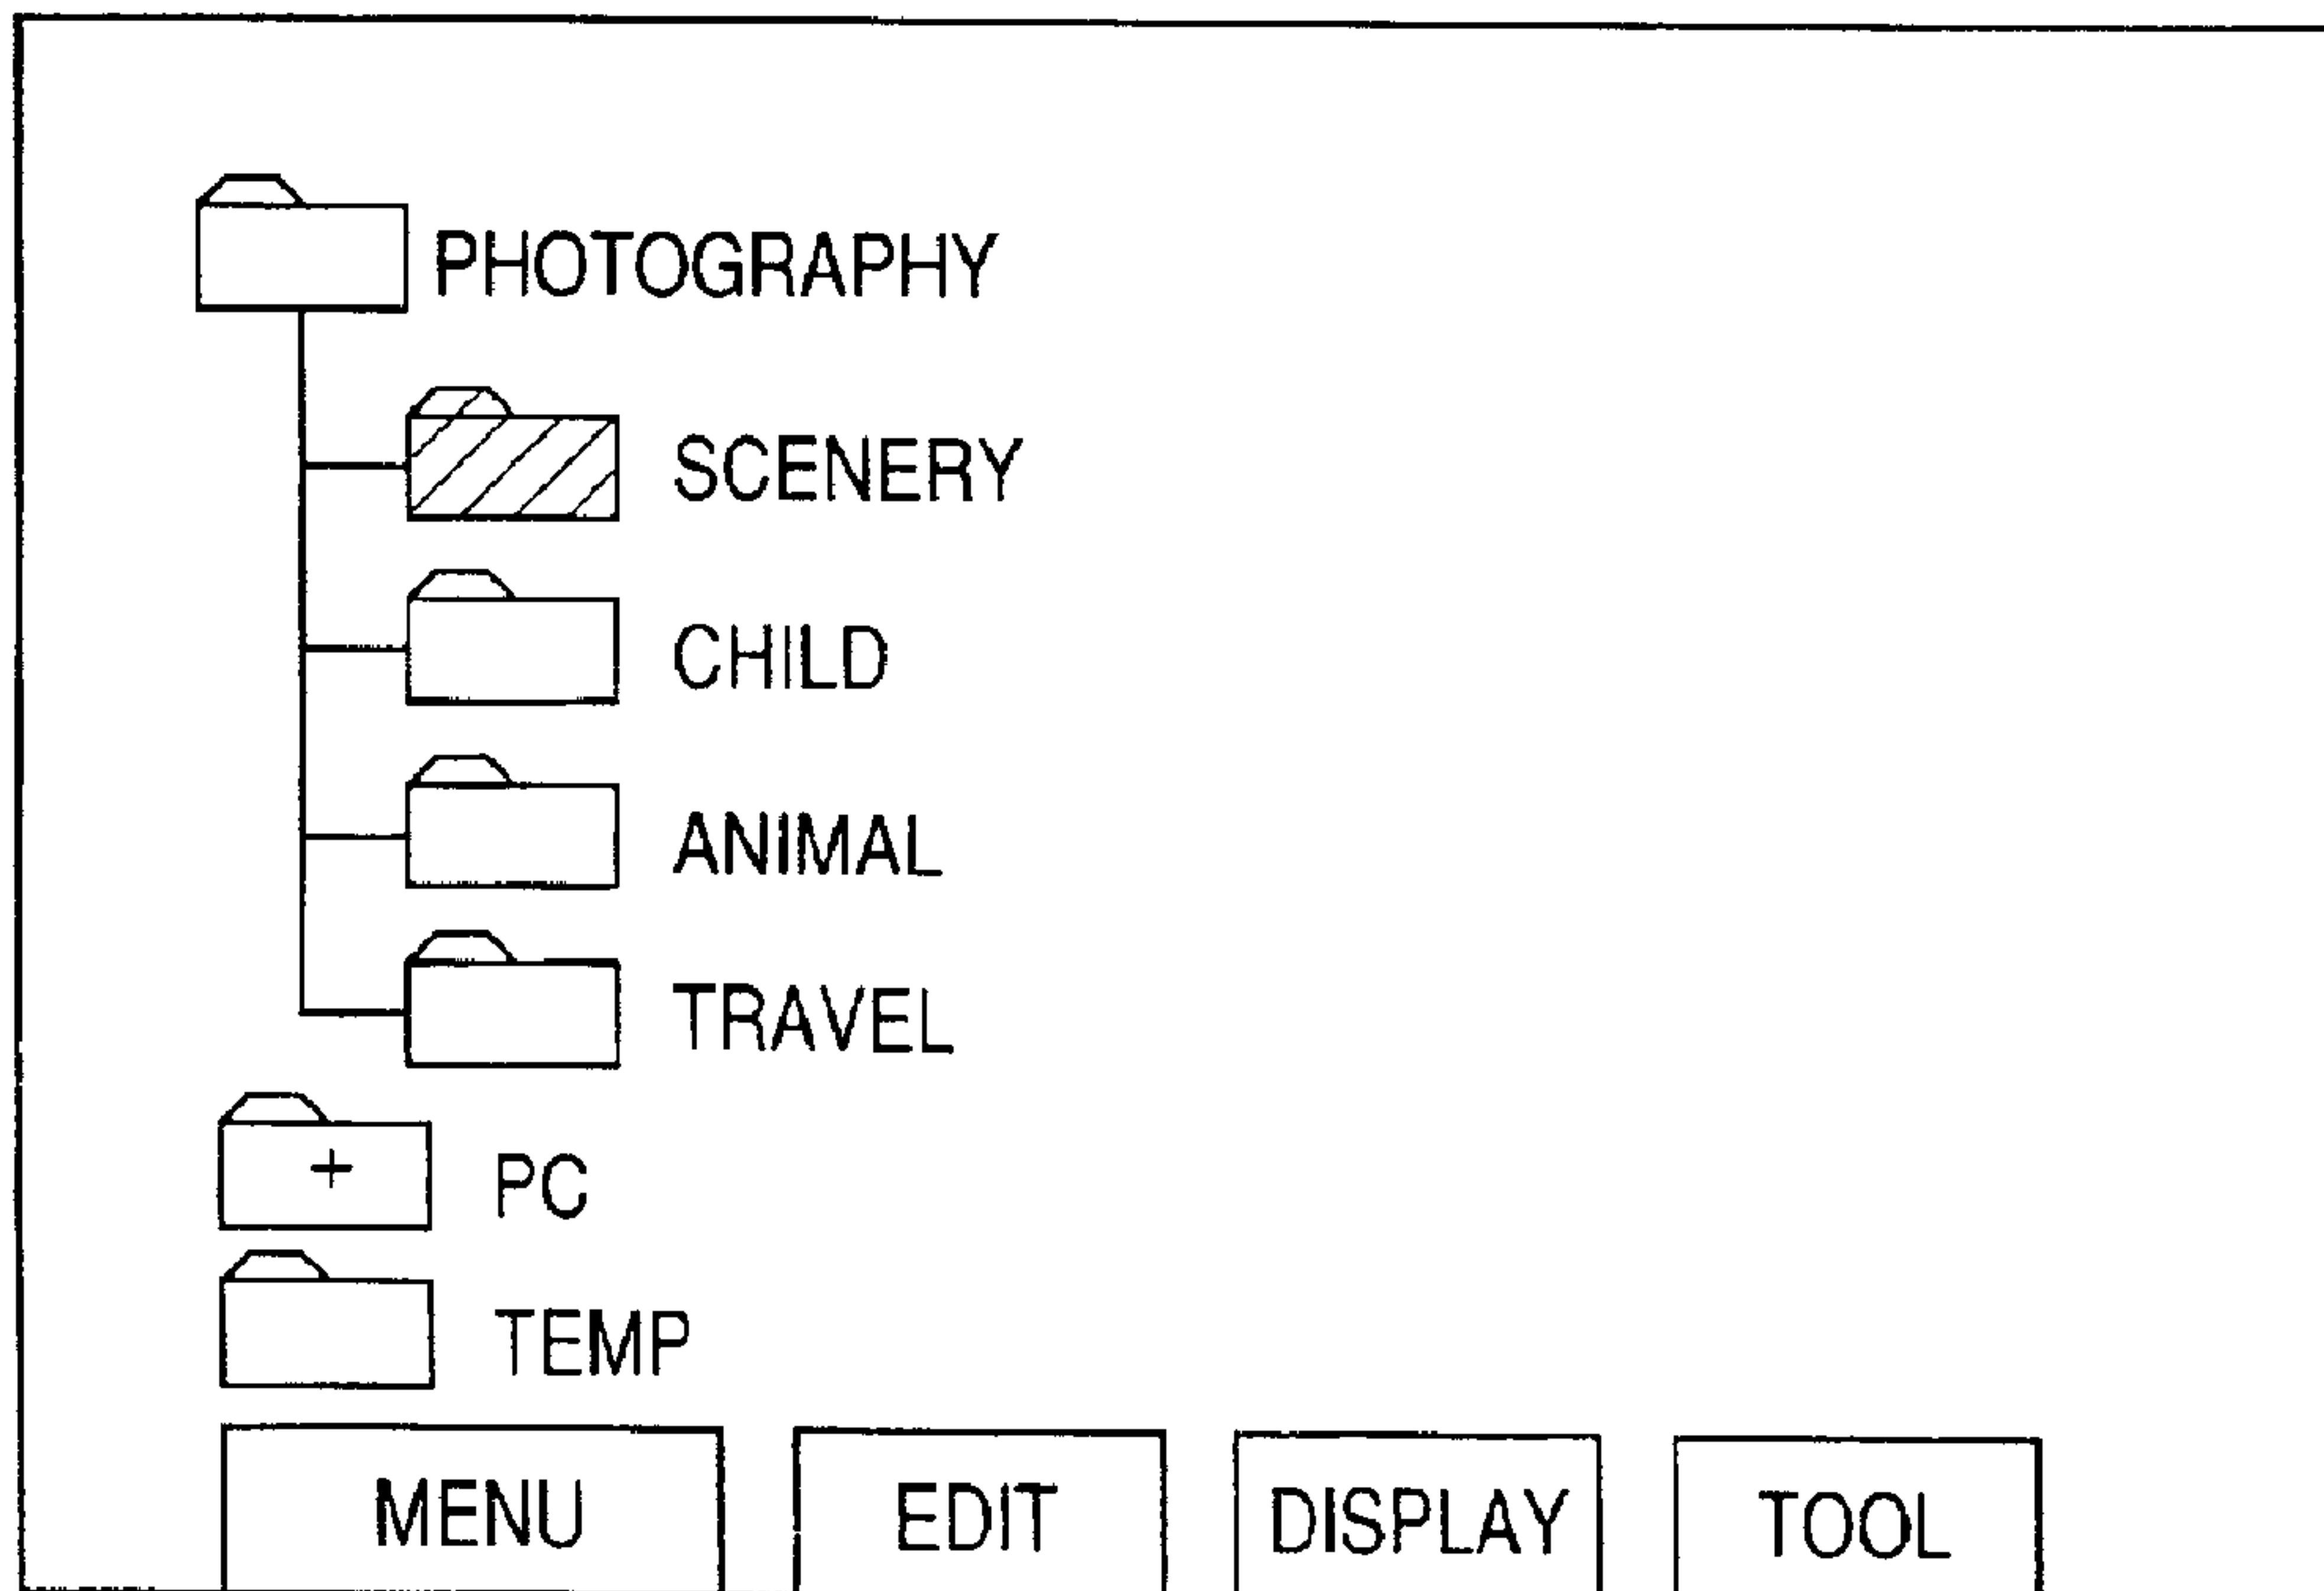 PHOTOGRAPHY
SCENERY
CHILD
ANIMAL
TRAVEL
+ PC
TEMP
MENU EDIT DISPLAY TOOL